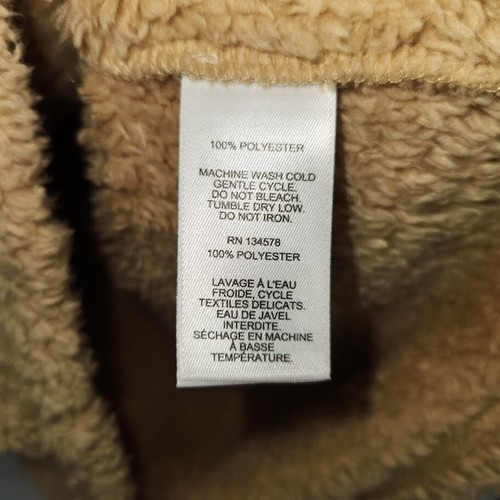 100% POLYESTER
MACHINE WASH COLD
GENTLE CYCLE.
DO NOT BLEACH.
TUMBLE DRY LOW.
DO NOT IRON.
RN 134578
100% POLYESTER
LAVAGE À L'EAU
FROIDE, CYCLE
TEXTILES DELICATS.
EAU DE JAVEL
INTERDITE.
SÉCHAGE EN MACHINE
À BASSE
TEMPÉRATURE.